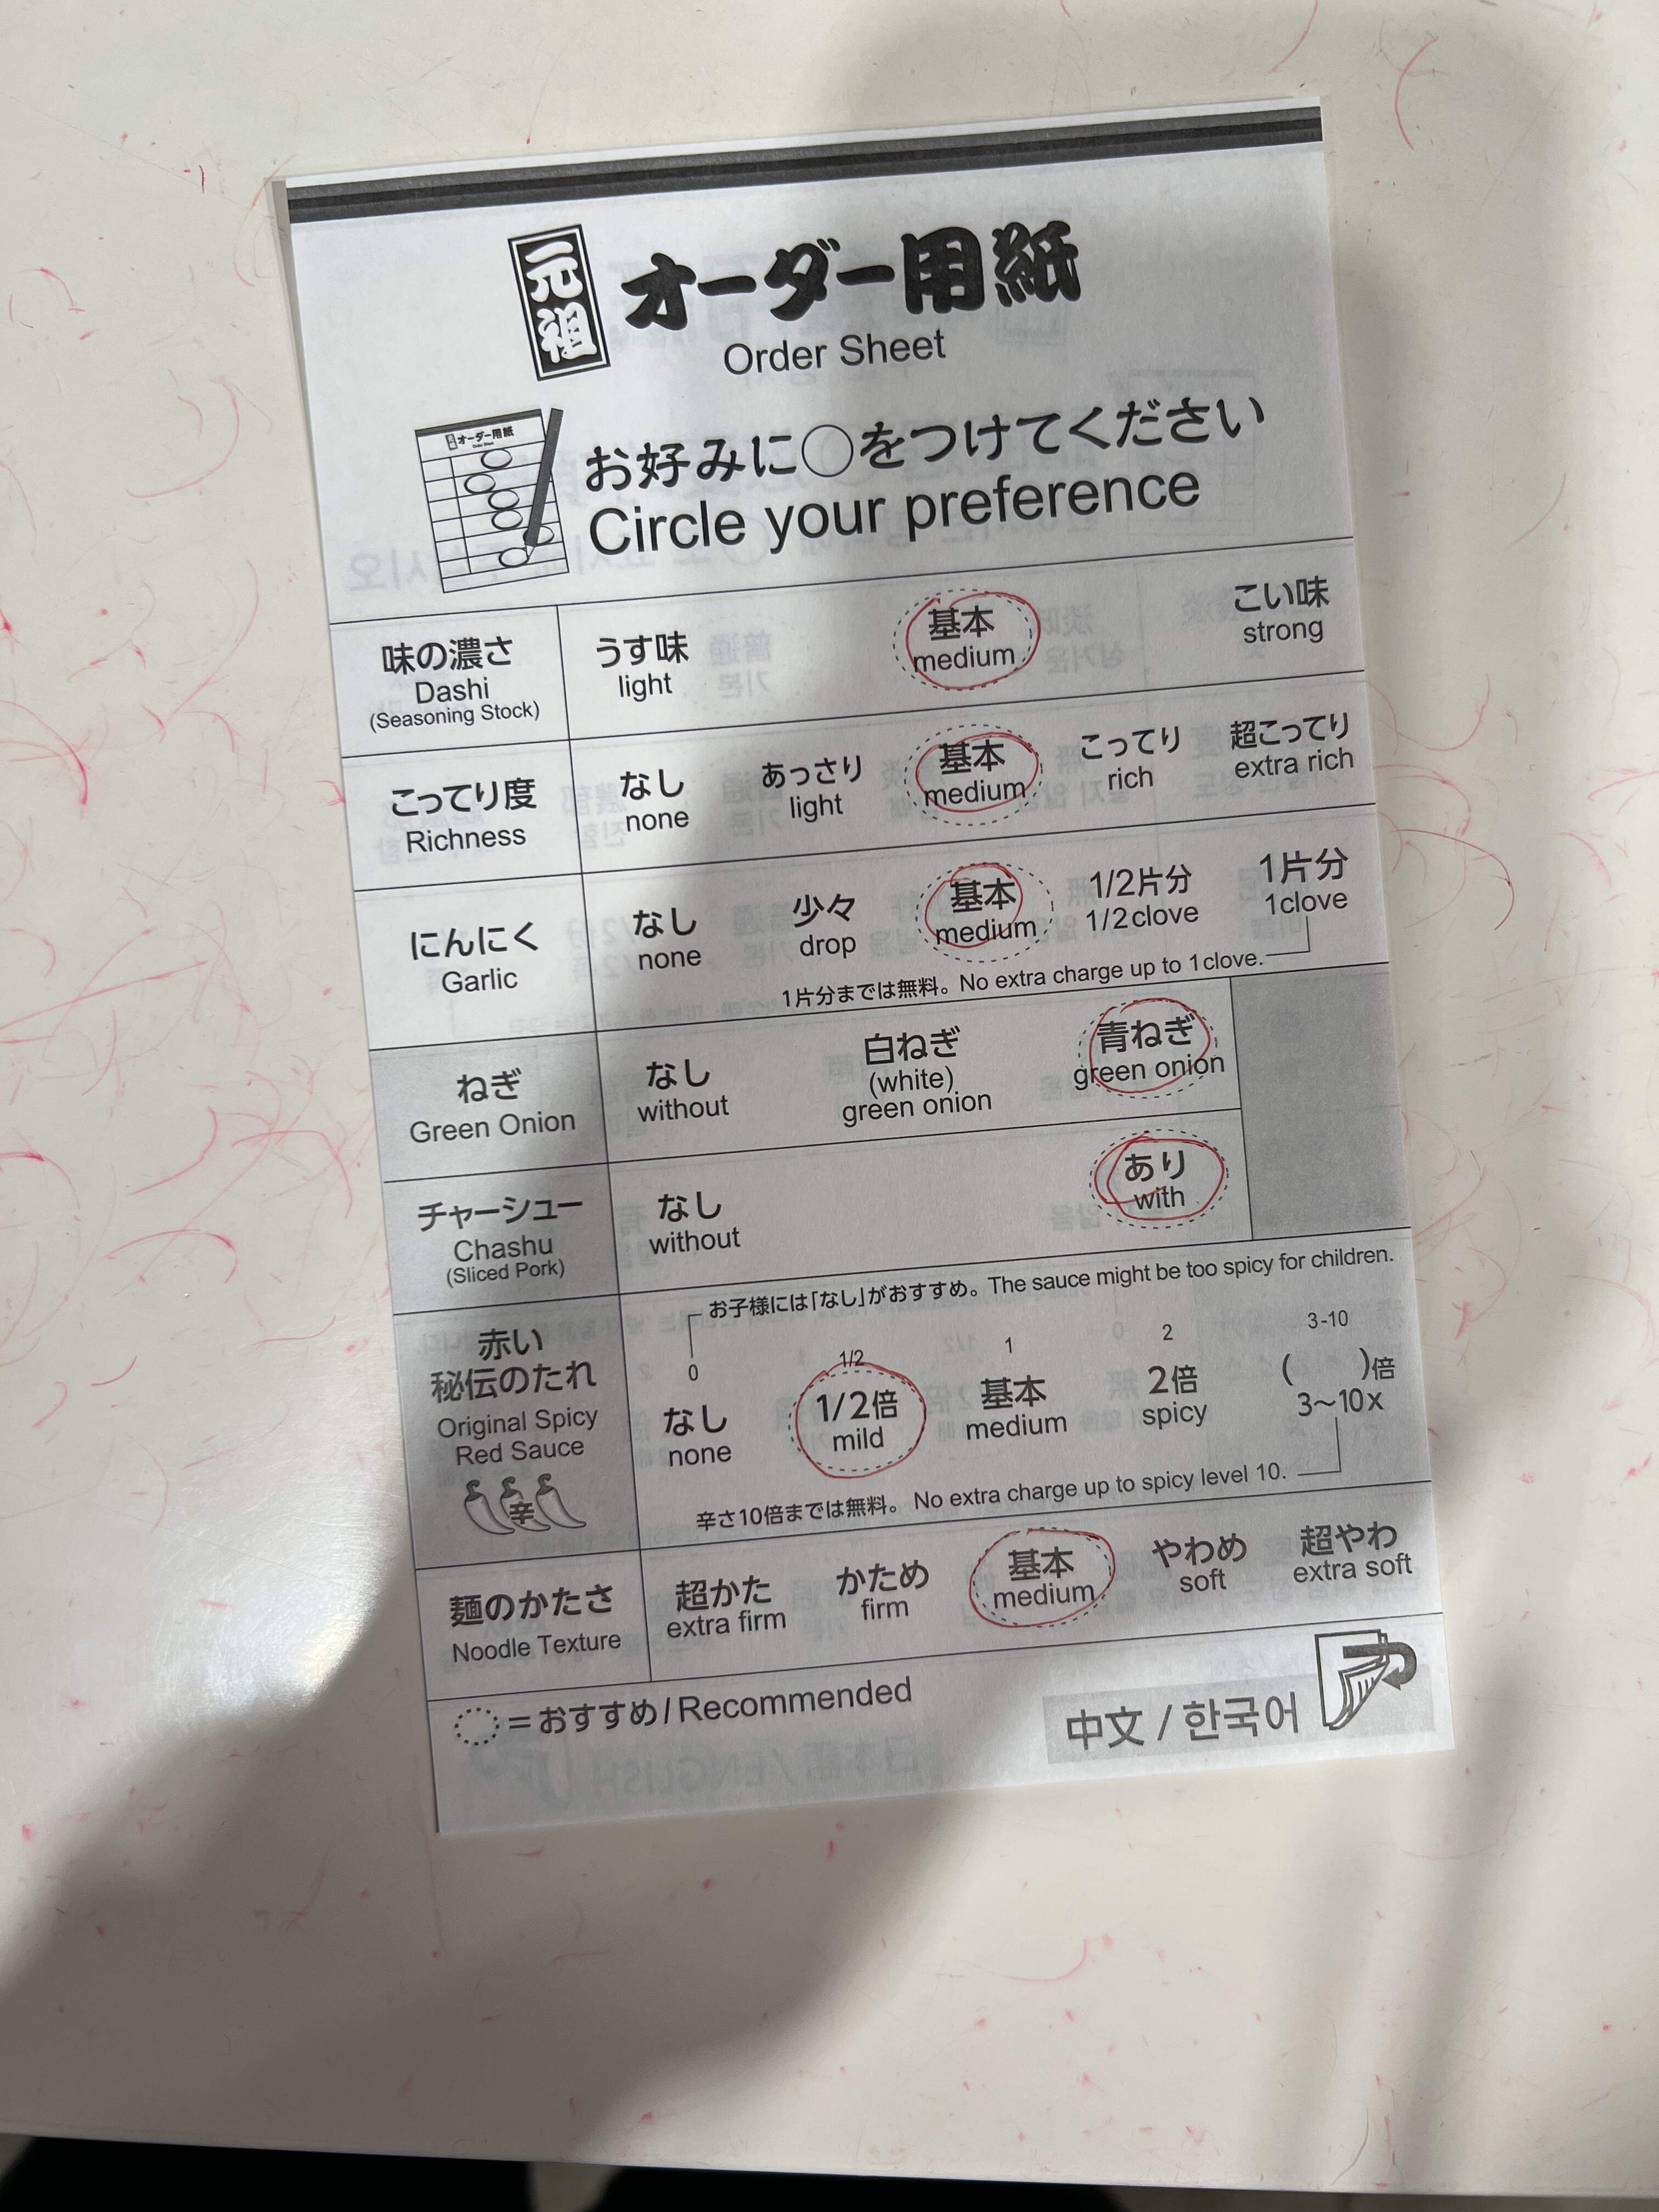 元祖
オーダー用紙
Order Sheet
お好みに○をつけてください
Circle your preference
味の濃さ
Dashi
(Seasoning Stock)
うす味
light
基本
medium
こい味
strong
こってり度
Richness
なし
none
あっさり
light
基本
medium
こってり
rich
超こってり
extra rich
にんにく
Garlic
なし
none
少々
drop
基本
medium
1/2片分
1/2clove
1片分
1clove
1片分までは無料。No extra charge up to 1clove.
ねぎ
Green Onion
なし
without
白ねぎ
(white)
green onion
青ねぎ
green onion
チャーシュー
Chashu
(Sliced Pork)
なし
without
あり
with
赤い
秘伝のたれ
Original Spicy
Red Sauce
辛
お子様には「なし」がおすすめ。The sauce might be too spicy for children.
0
なし
none
1/2
1/2倍
mild
1
基本
medium
2
2倍
spicy
3-10
( )倍
3~10x
辛さ10倍までは無料。No extra charge up to spicy level 10.
麺のかたさ
Noodle Texture
超かた
extra firm
かため
firm
基本
medium
やわめ
soft
超やわ
extra soft
=おすすめ/Recommended
中文/한국어